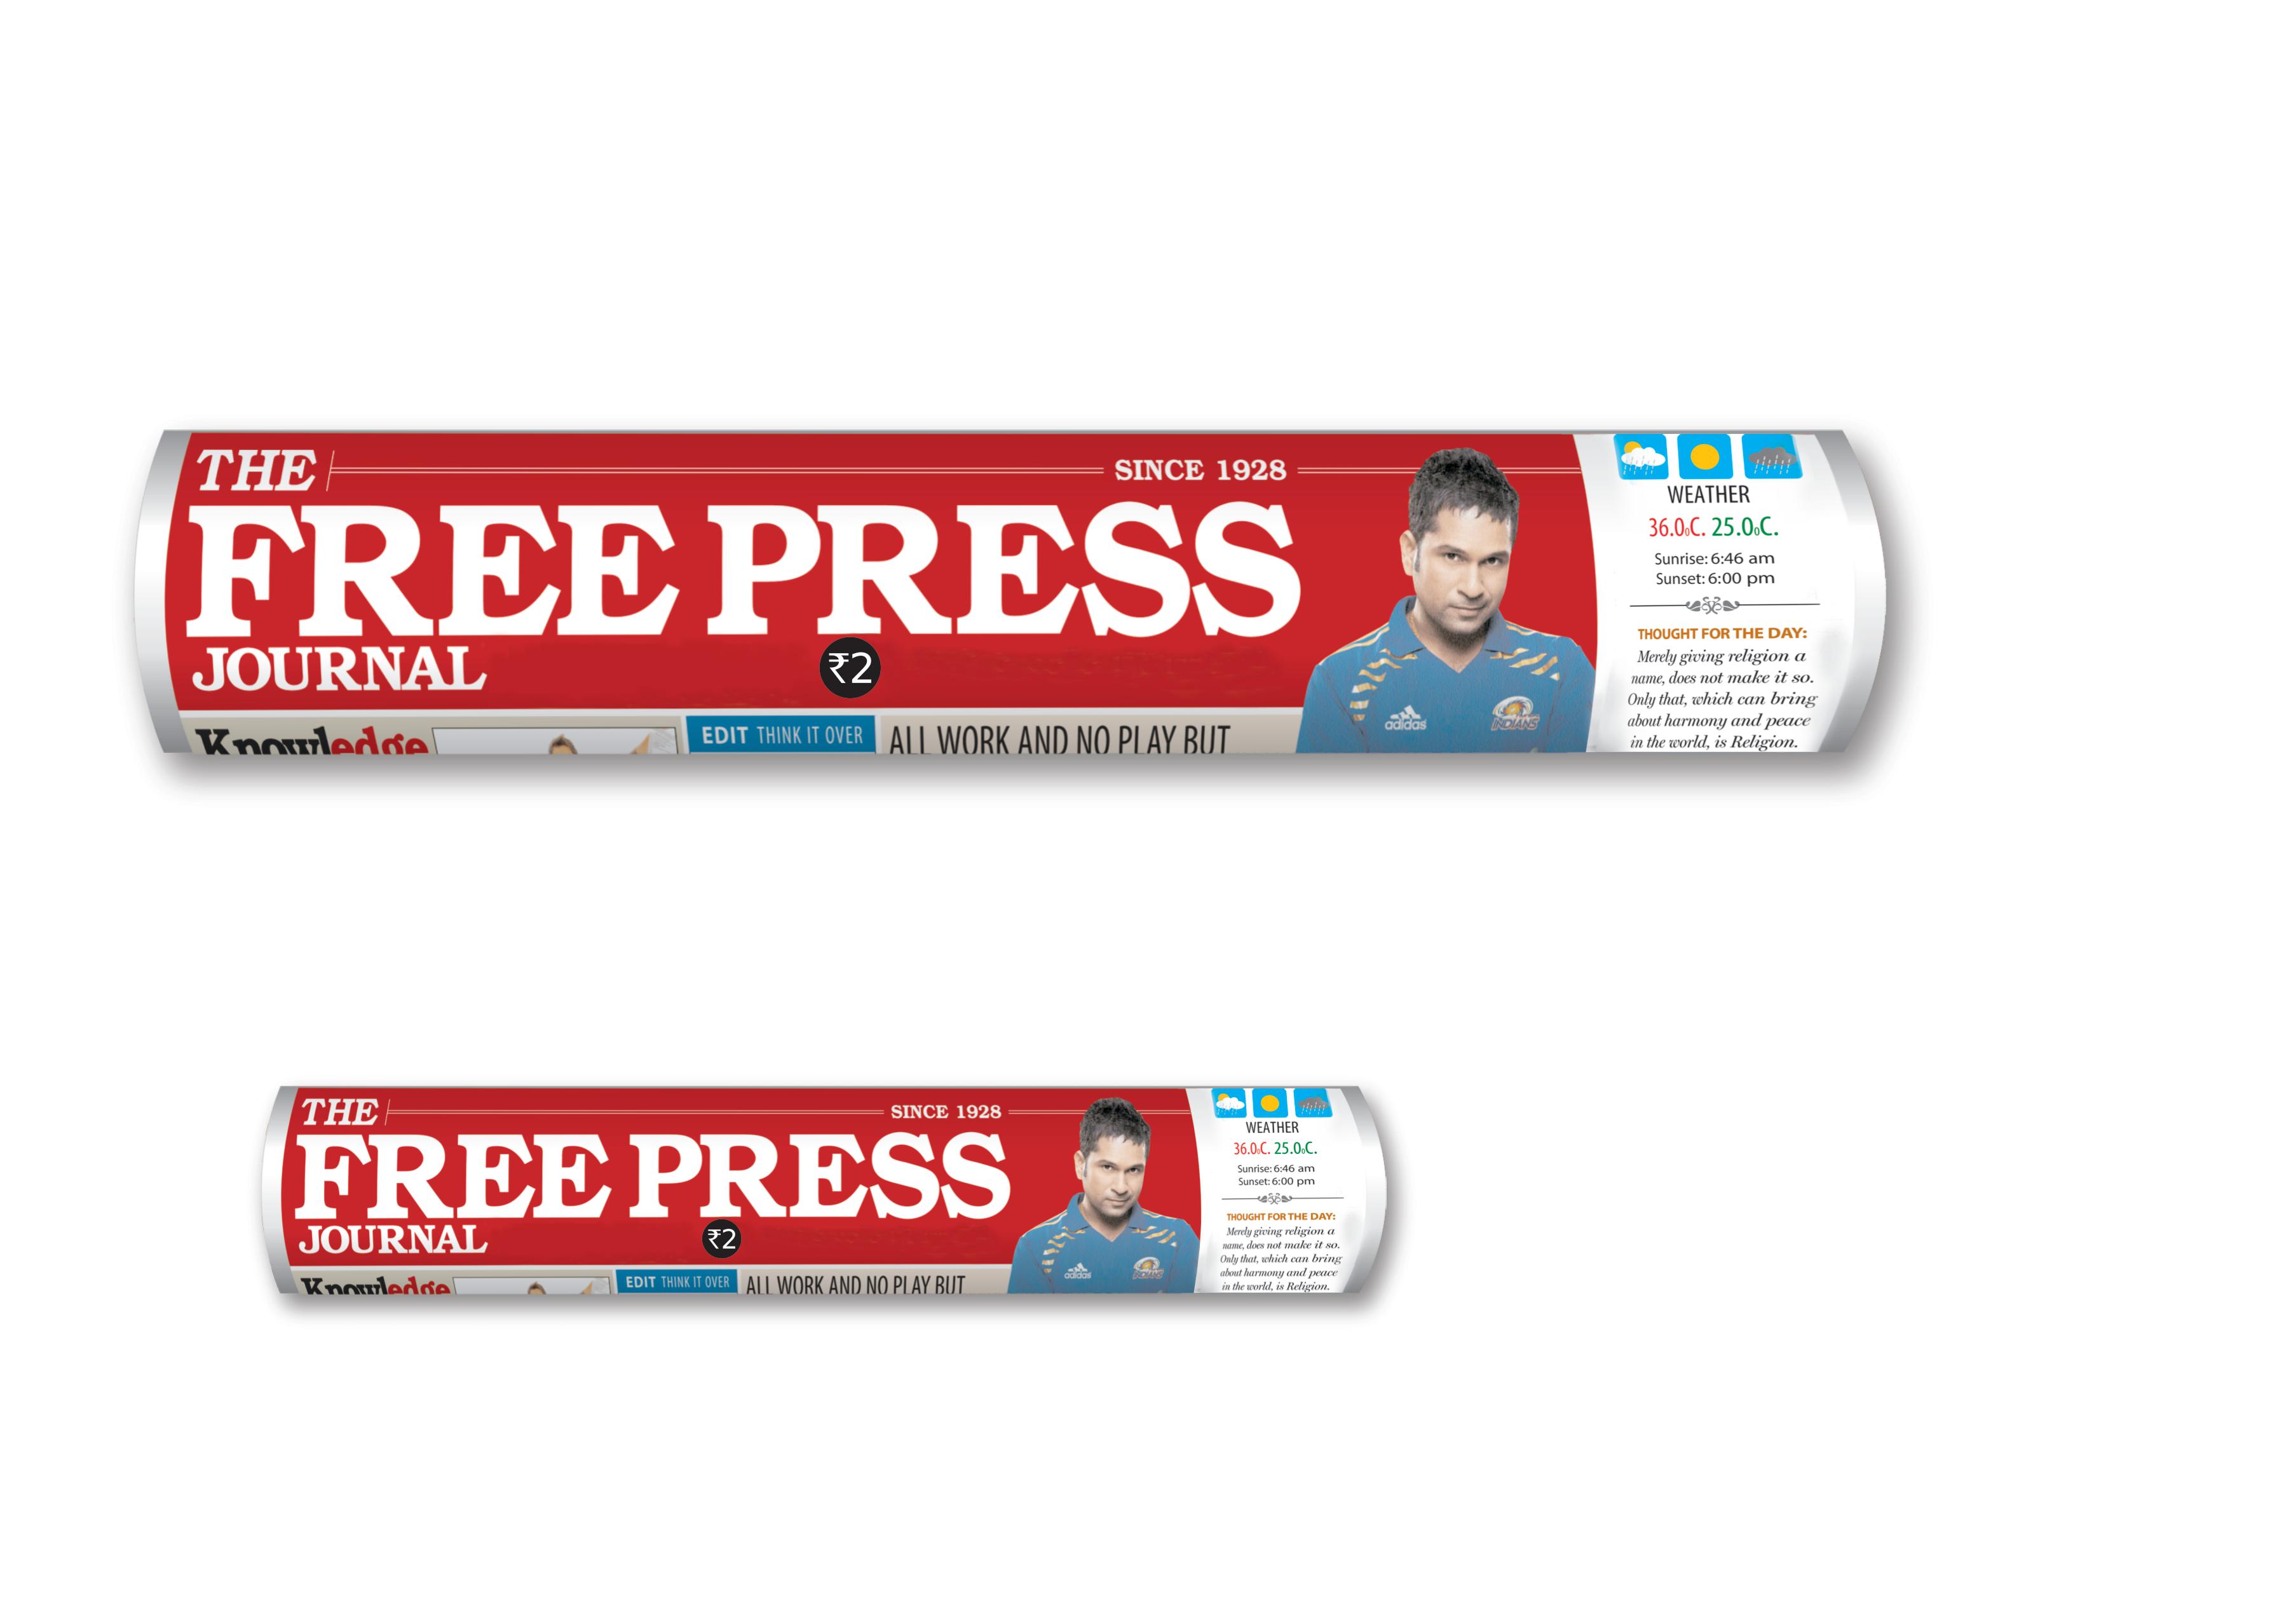 THE
SINCE 1928
FREE PRESS
JOURNAL
₹2
Knowledge
EDIT THINK IT OVER
ALL WORK AND NO PLAY BUT
adidas
INDIANS
WEATHER
36.0oC. 25.0oC.
Sunrise: 6:46 am
Sunset: 6:00 pm
THOUGHT FOR THE DAY:
Merely giving religion a
name, does not make it so.
Only that, which can bring
about harmony and peace
in the world, is Religion.
THE
SINCE 1928
FREE PRESS
JOURNAL
₹2
Knowledge
EDIT THINK IT OVER
ALL WORK AND NO PLAY BUT
adidas
INDIANS
WEATHER
36.0oC. 25.0oC.
Sunrise: 6:46 am
Sunset: 6:00 pm
THOUGHT FOR THE DAY:
Merely giving religion a
name, does not make it so.
Only that, which can bring
about harmony and peace
in the world, is Religion.